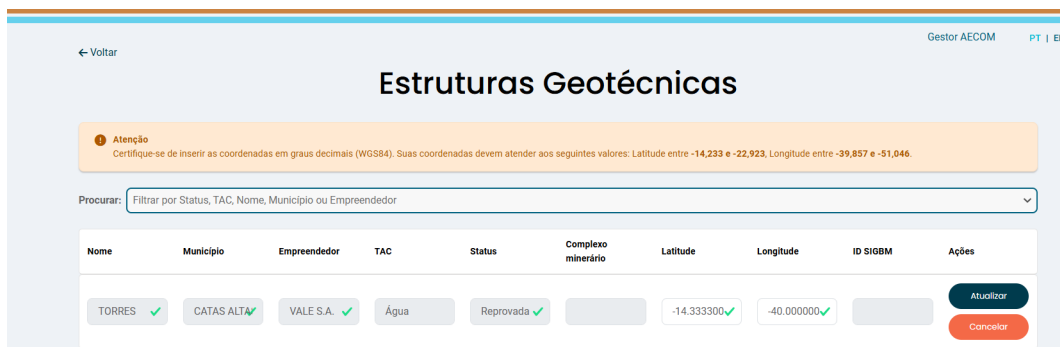 Gestor AECOM PT |
← Voltar
Estruturas Geotécnicas
Atenção
Certifique-se de inserir as coordenadas em graus decimais (WGS84). Suas coordenadas devem atender aos seguintes valores: Latitude entre -14,233 e -22,923, Longitude entre -39,857 e -51,046.
Procurar: Filtrar por Status, TAC, Nome, Município ou Empreendedor
Nome Município Empreendedor TAC Status Complexo minerário Latitude Longitude ID SIGBM Ações
TORRES CATAS ALTA VALE S.A. Água Reprovada -14.333300 -40.000000 Atualizar
Cancelar